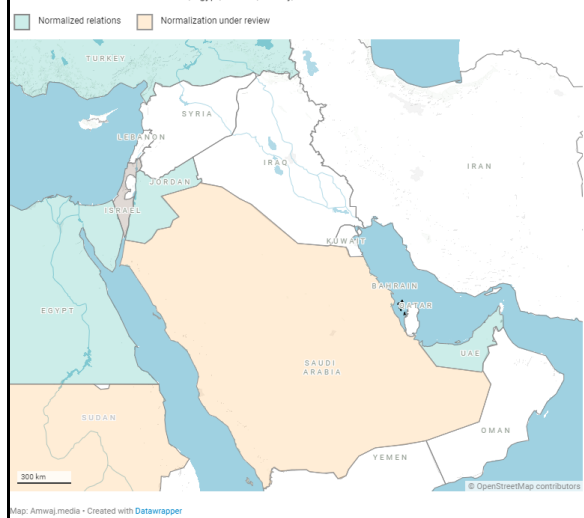 Normalized relations Normalization under review
TURKEY
SYRIA
LEBANON
IRAQ
IRAN
JORDAN
ISRAEL
KUWAIT
BAHRAIN
QATAR
EGYPT
UAE
SAUDI
ARABIA
SUDAN
OMAN
YEMEN
300 km
© OpenStreetMap contributors
Map: Amwaj.media • Created with Datawrapper